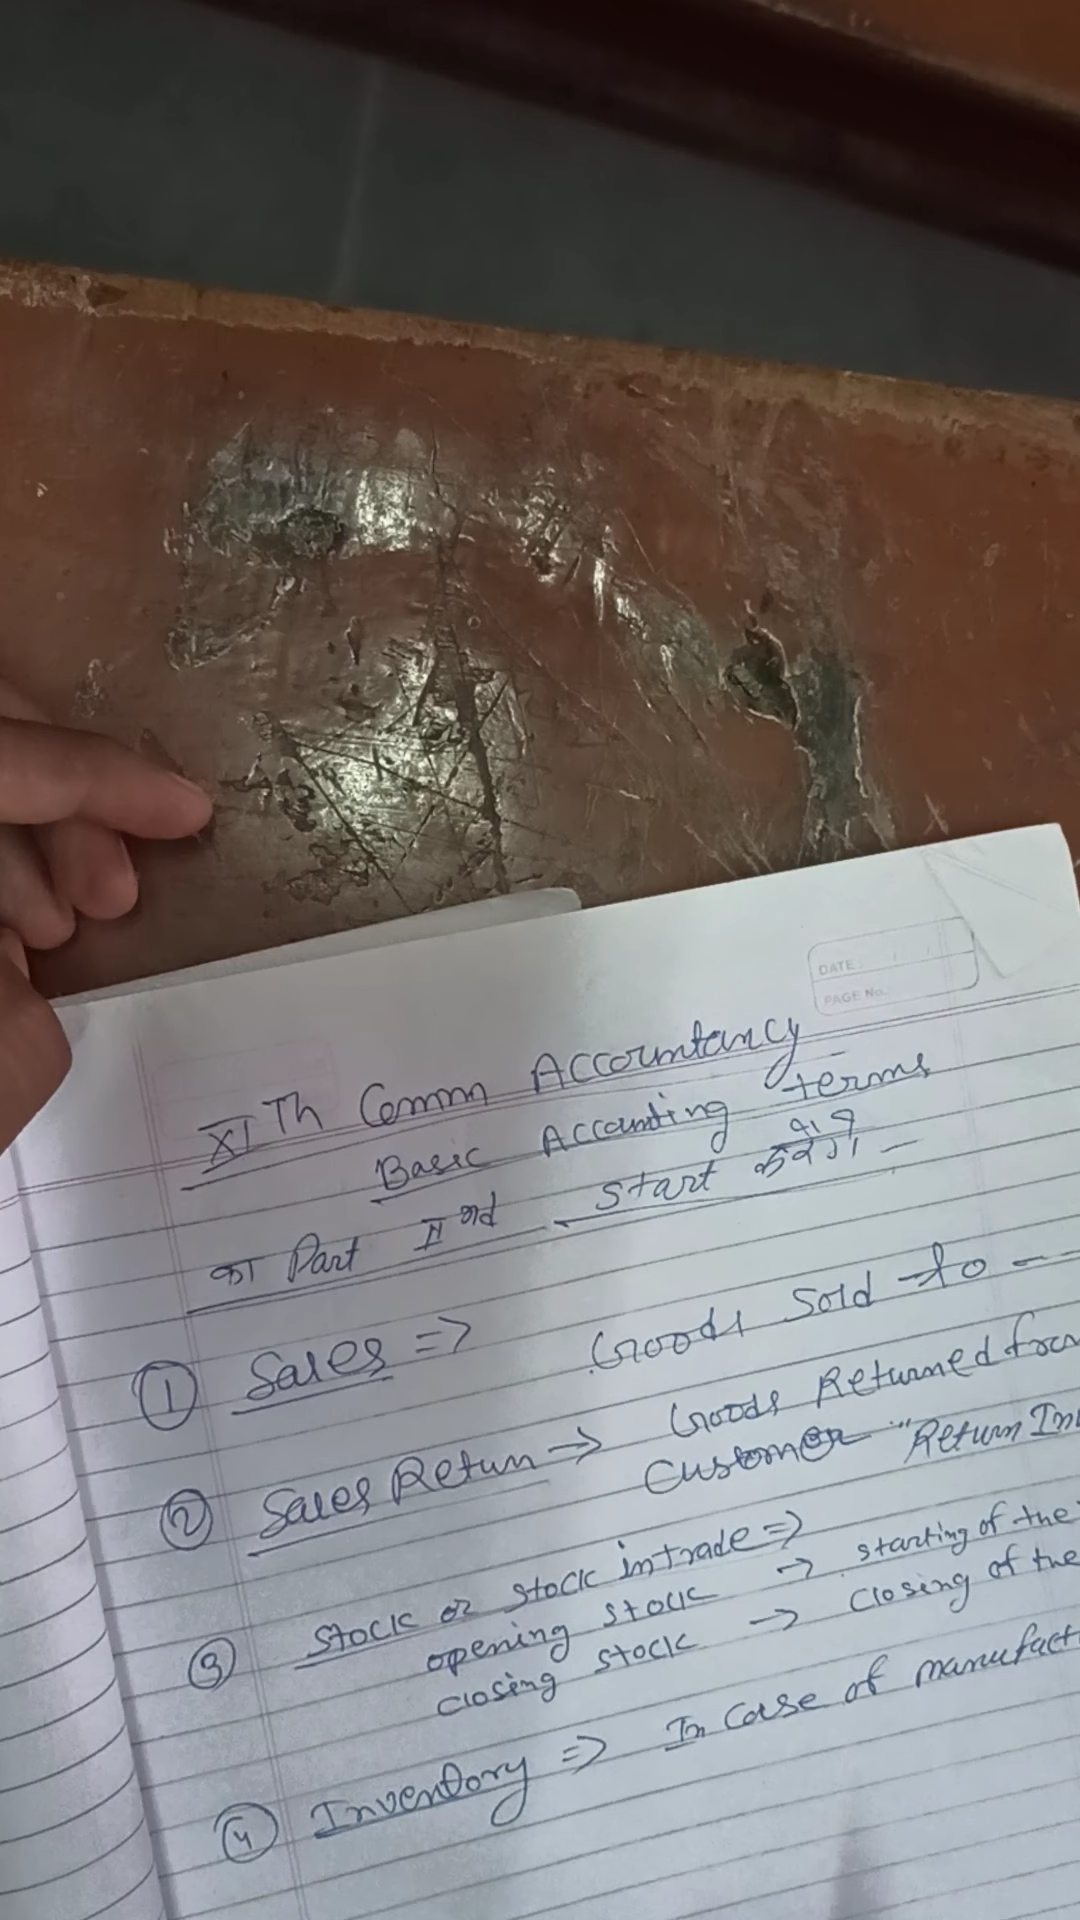 DATE:
PAGE No.
XI Th Comm Accountancy
Basic Accounting terms
का Part II nd start करेंगे
① Sales => Goods Sold to --
② Sales Return => Goods Returned from
Customer "Return In
③ Stock or Stock in trade =>
opening stock → starting of the
closing stock → closing of the
④ Inventory => In case of manufact